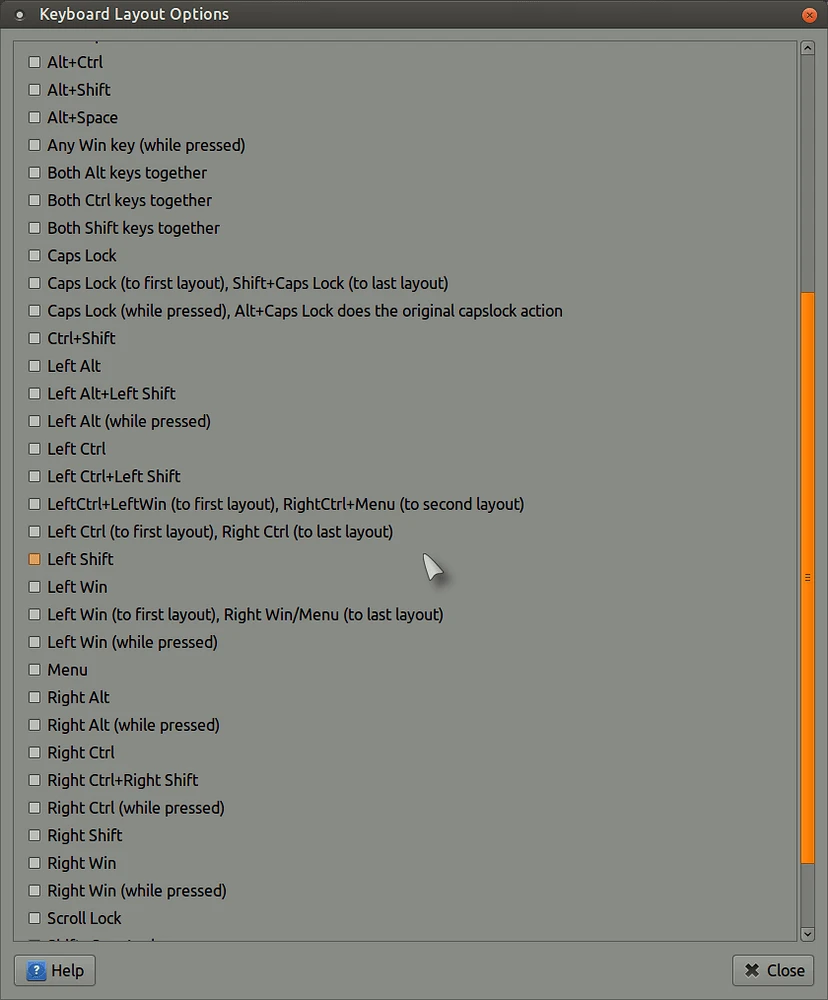 Keyboard Layout Options
Alt+Ctrl
Alt+Shift
Alt+Space
Any Win key (while pressed)
Both Alt keys together
Both Ctrl keys together
Both Shift keys together
Caps Lock
Caps Lock (to first layout), Shift+Caps Lock (to last layout)
Caps Lock (while pressed), Alt+Caps Lock does the original capslock action
Ctrl+Shift
Left Alt
Left Alt+Left Shift
Left Alt (while pressed)
Left Ctrl
Left Ctrl+Left Shift
LeftCtrl+LeftWin (to first layout), RightCtrl+Menu (to second layout)
Left Ctrl (to first layout), Right Ctrl (to last layout)
Left Shift
Left Win
Left Win (to first layout), Right Win/Menu (to last layout)
Left Win (while pressed)
Menu
Right Alt
Right Alt (while pressed)
Right Ctrl
Right Ctrl+Right Shift
Right Ctrl (while pressed)
Right Shift
Right Win
Right Win (while pressed)
Scroll Lock
Help
Close